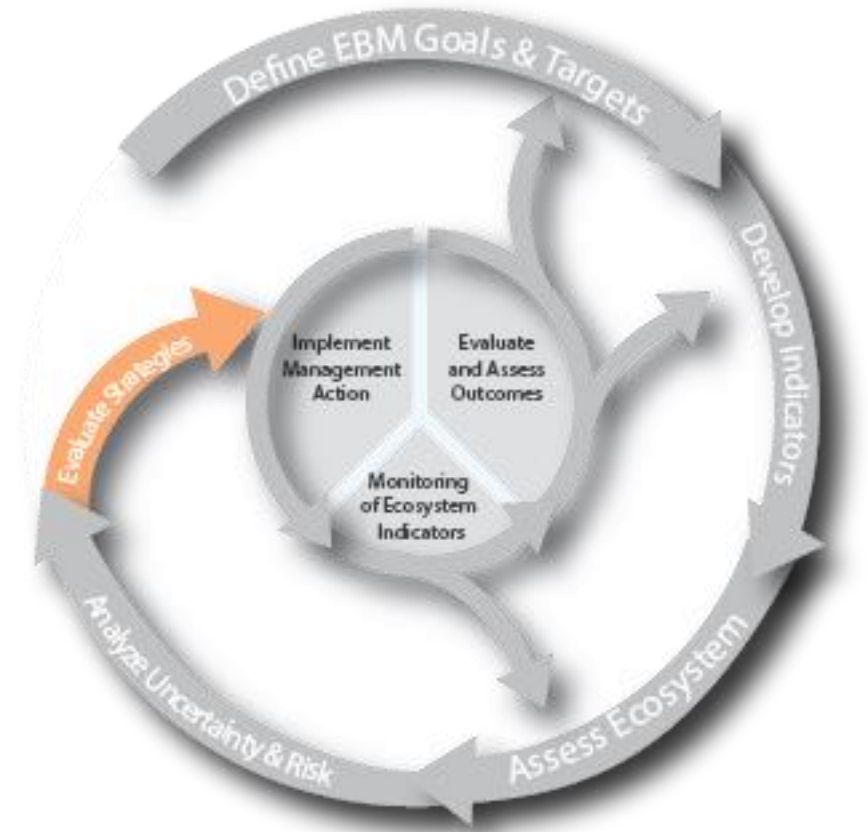 Define EBM Goals & Targets
Develop Indicators
Assess Ecosystem
Analyze Uncertainty & Risk
Evaluate Strategies
Implement
Management
Action
Evaluate
and Assess
Outcomes
Monitoring
of Ecosystem
Indicators